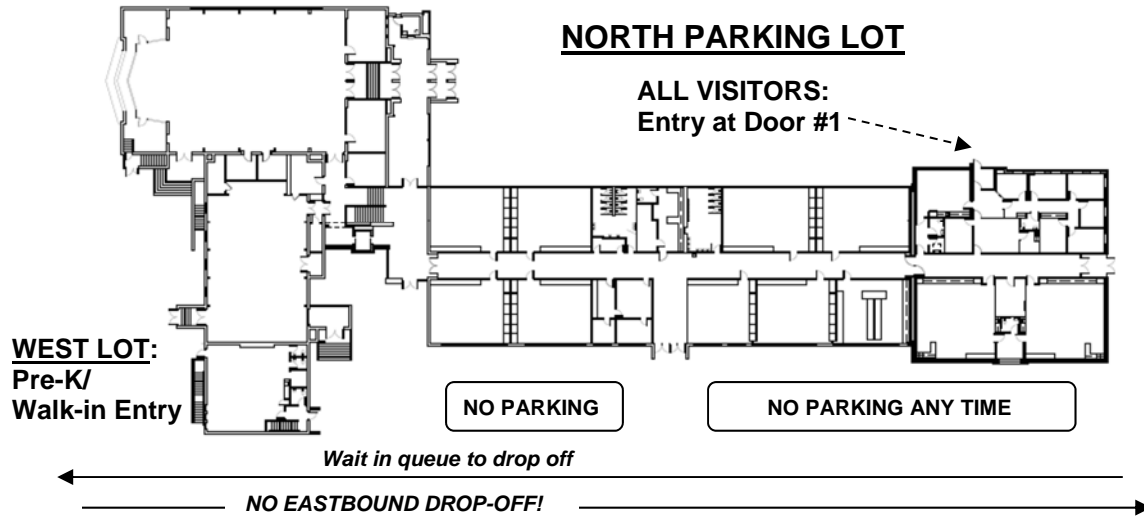 NORTH PARKING LOT
ALL VISITORS:
Entry at Door #1
WEST LOT:
Pre-K/
Walk-in Entry
NO PARKING
NO PARKING ANY TIME
Wait in queue to drop off
NO EASTBOUND DROP-OFF!